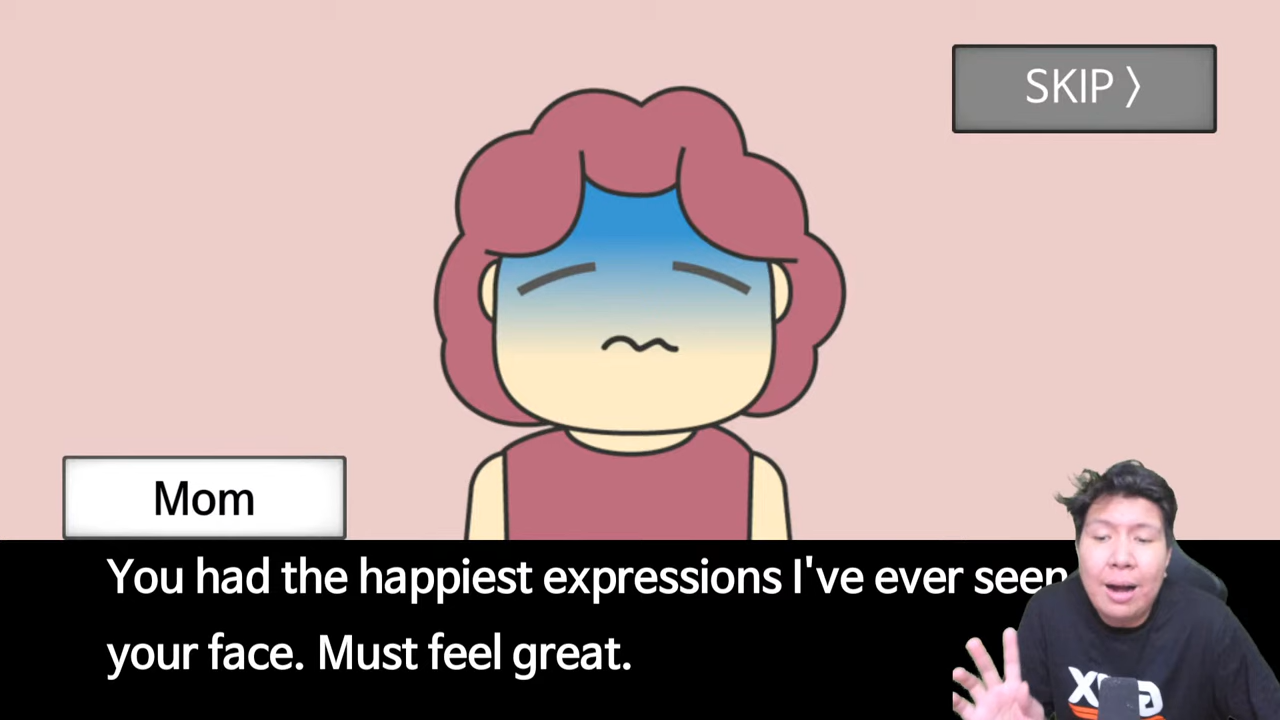 SKIP 〉
Mom
You had the happiest expressions I've ever seen
your face. Must feel great.